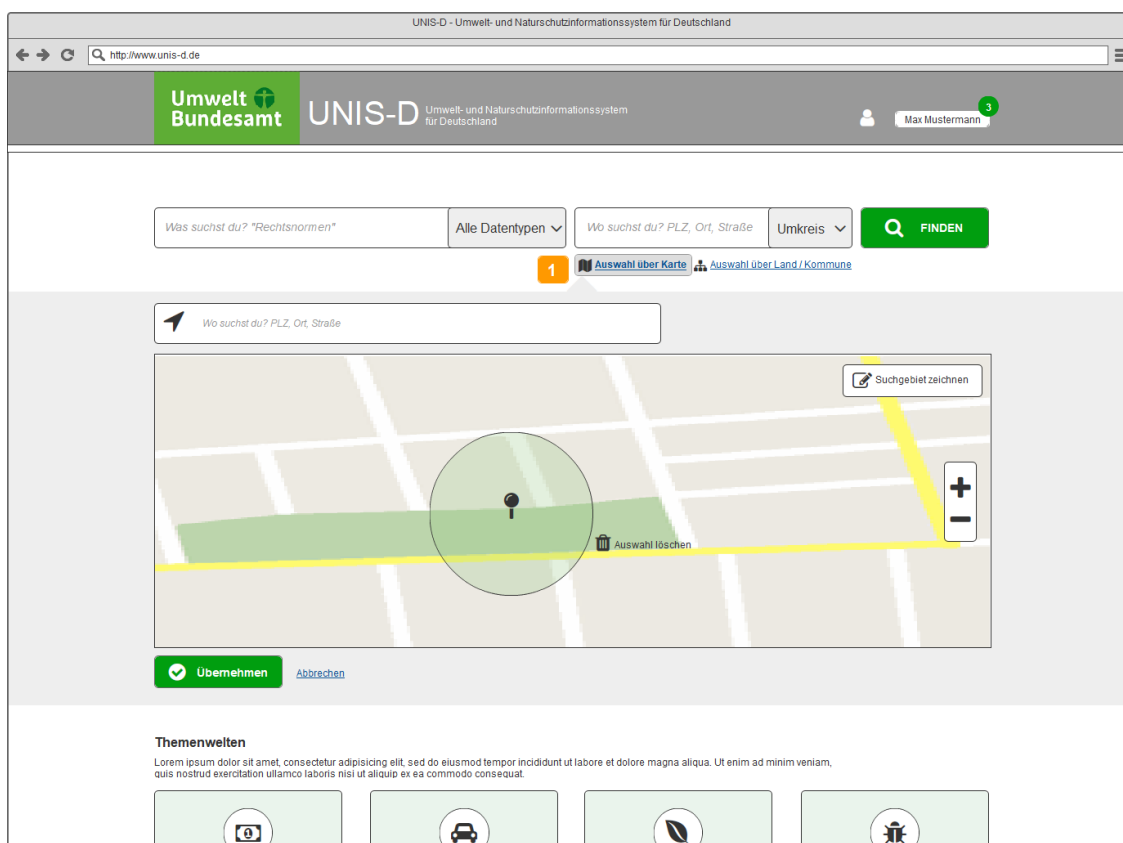 UNIS-D - Umwelt- und Naturschutzinformationssystem für Deutschland
http://www.unis-d.de
Umwelt
Bundesamt
UNIS-D
Umwelt- und Naturschutzinformationssystem
für Deutschland
3
Max Mustermann
Was suchst du? "Rechtsnormen"
Alle Datentypen
Wo suchst du? PLZ, Ort, Straße
Umkreis
FINDEN
1
Auswahl über Karte
Auswahl über Land / Kommune
Wo suchst du? PLZ, Ort, Straße
Suchgebiet zeichnen
Auswahl löschen
Übernehmen
Abbrechen
Themenwelten
Lorem ipsum dolor sit amet, consectetur adipisicing elit, sed do eiusmod tempor incididunt ut labore et dolore magna aliqua. Ut enim ad minim veniam,
quis nostrud exercitation ullamco laboris nisi ut aliquip ex ea commodo consequat.